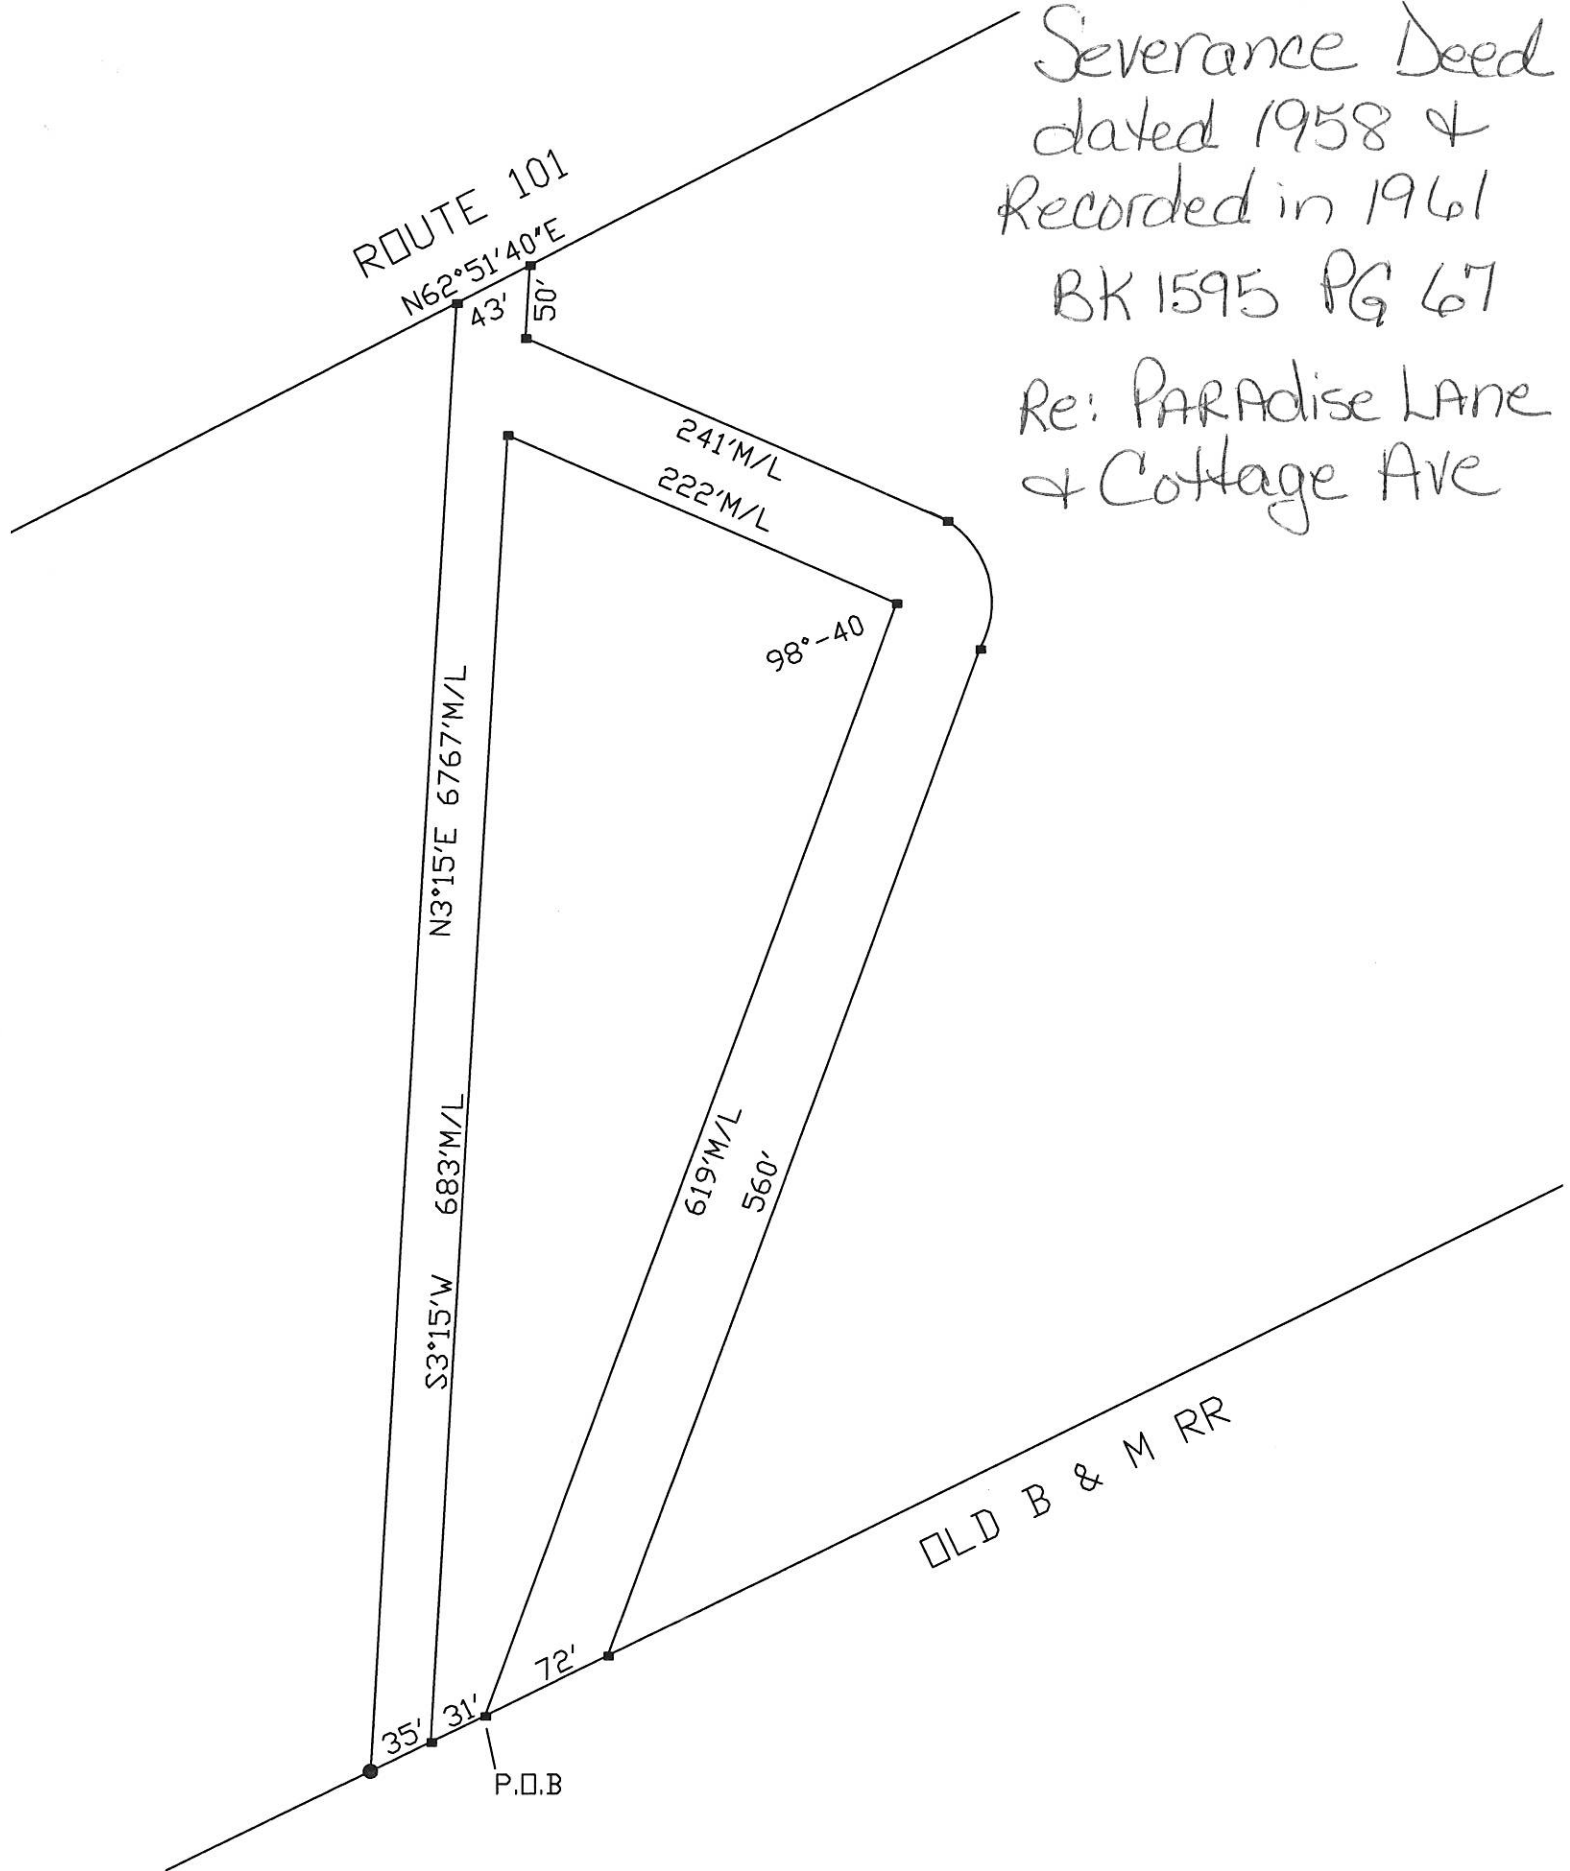 Severance Deed
dated 1958 &
Recorded in 1961
BK 1595 PG 67
Re: PARAdise LAne
& Cottage Ave
ROUTE 101
N62°51'40"E
43'
50'
241'M/L
222'M/L
98°-40
N3°15'E 6767'M/L
S3°15'W 683'M/L
619'M/L
560'
72'
31'
35'
P.O.B
OLD B & M RR